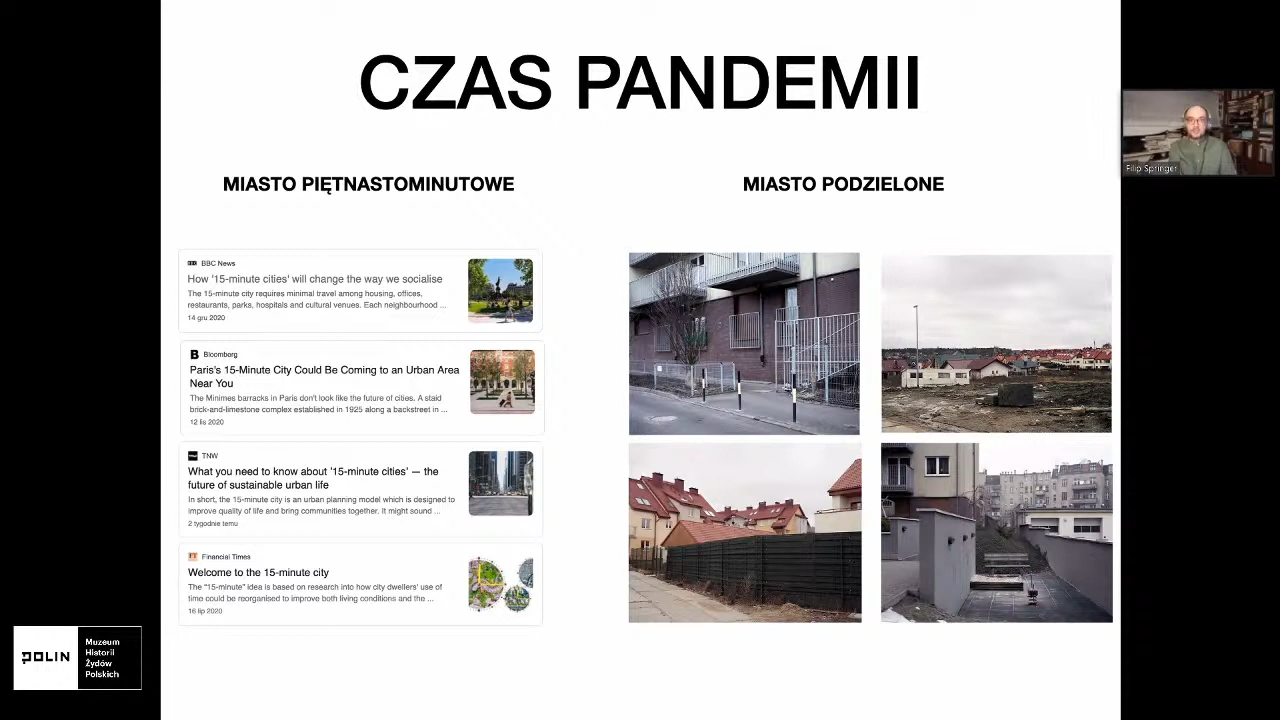 CZAS PANDEMII
MIASTO PIĘTNASTOMINUTOWE
BBC News
How '15-minute cities' will change the way we socialise
The 15-minute city requires minimal travel among housing, offices,
restaurants, parks, hospitals and cultural venues. Each neighbourhood ...
14 gru 2020
B Bloomberg
Paris's 15-Minute City Could Be Coming to an Urban Area
Near You
The Minimes barracks in Paris don't look like the future of cities. A staid
brick-and-limestone complex established in 1925 along a backstreet in ...
12 lis 2020
TNW
What you need to know about '15-minute cities' — the
future of sustainable urban life
In short, the 15-minute city is an urban planning model which is designed to
improve quality of life and bring communities together. It might sound ...
2 tygodnie temu
FT Financial Times
Welcome to the 15-minute city
The "15-minute" idea is based on research into how city dwellers' use of
time could be reorganised to improve both living conditions and the ...
16 lip 2020
MIASTO PODZIELONE
Filip Springer
POLIN
Muzeum
Historii
Żydów
Polskich